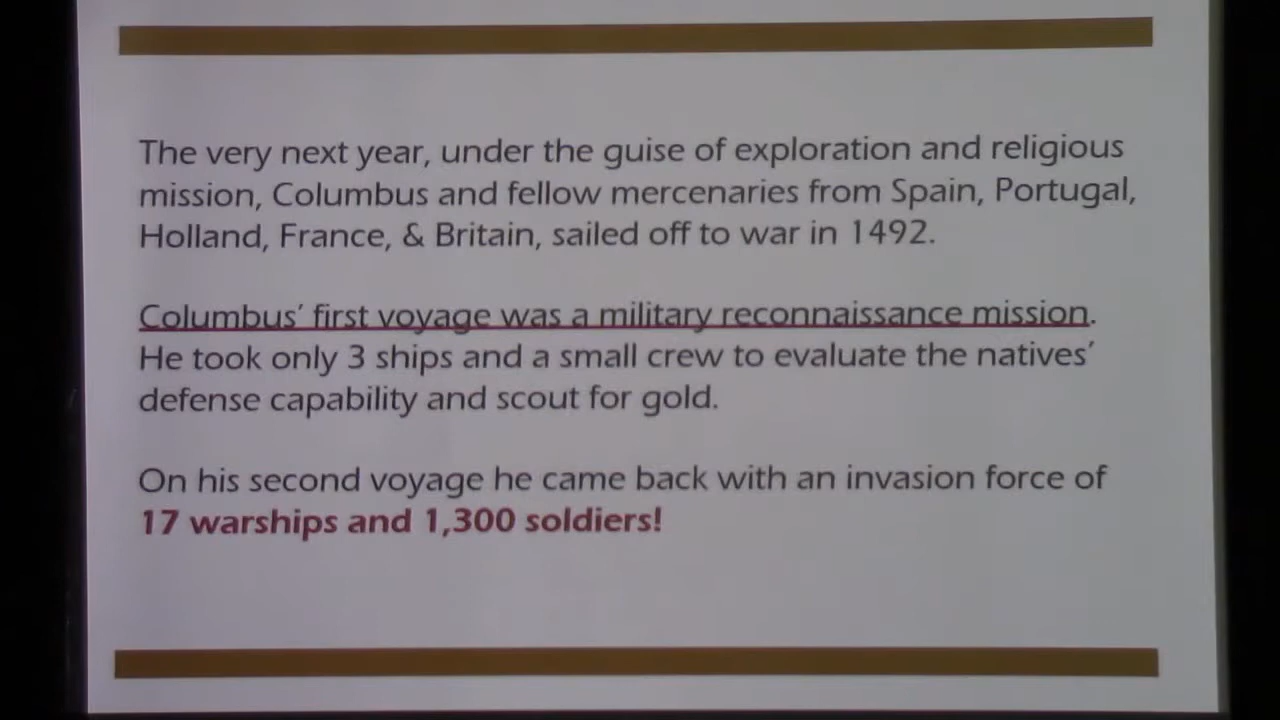 The very next year, under the guise of exploration and religious
mission, Columbus and fellow mercenaries from Spain, Portugal,
Holland, France, & Britain, sailed off to war in 1492.
Columbus’ first voyage was a military reconnaissance mission.
He took only 3 ships and a small crew to evaluate the natives’
defense capability and scout for gold.
On his second voyage he came back with an invasion force of
17 warships and 1,300 soldiers!